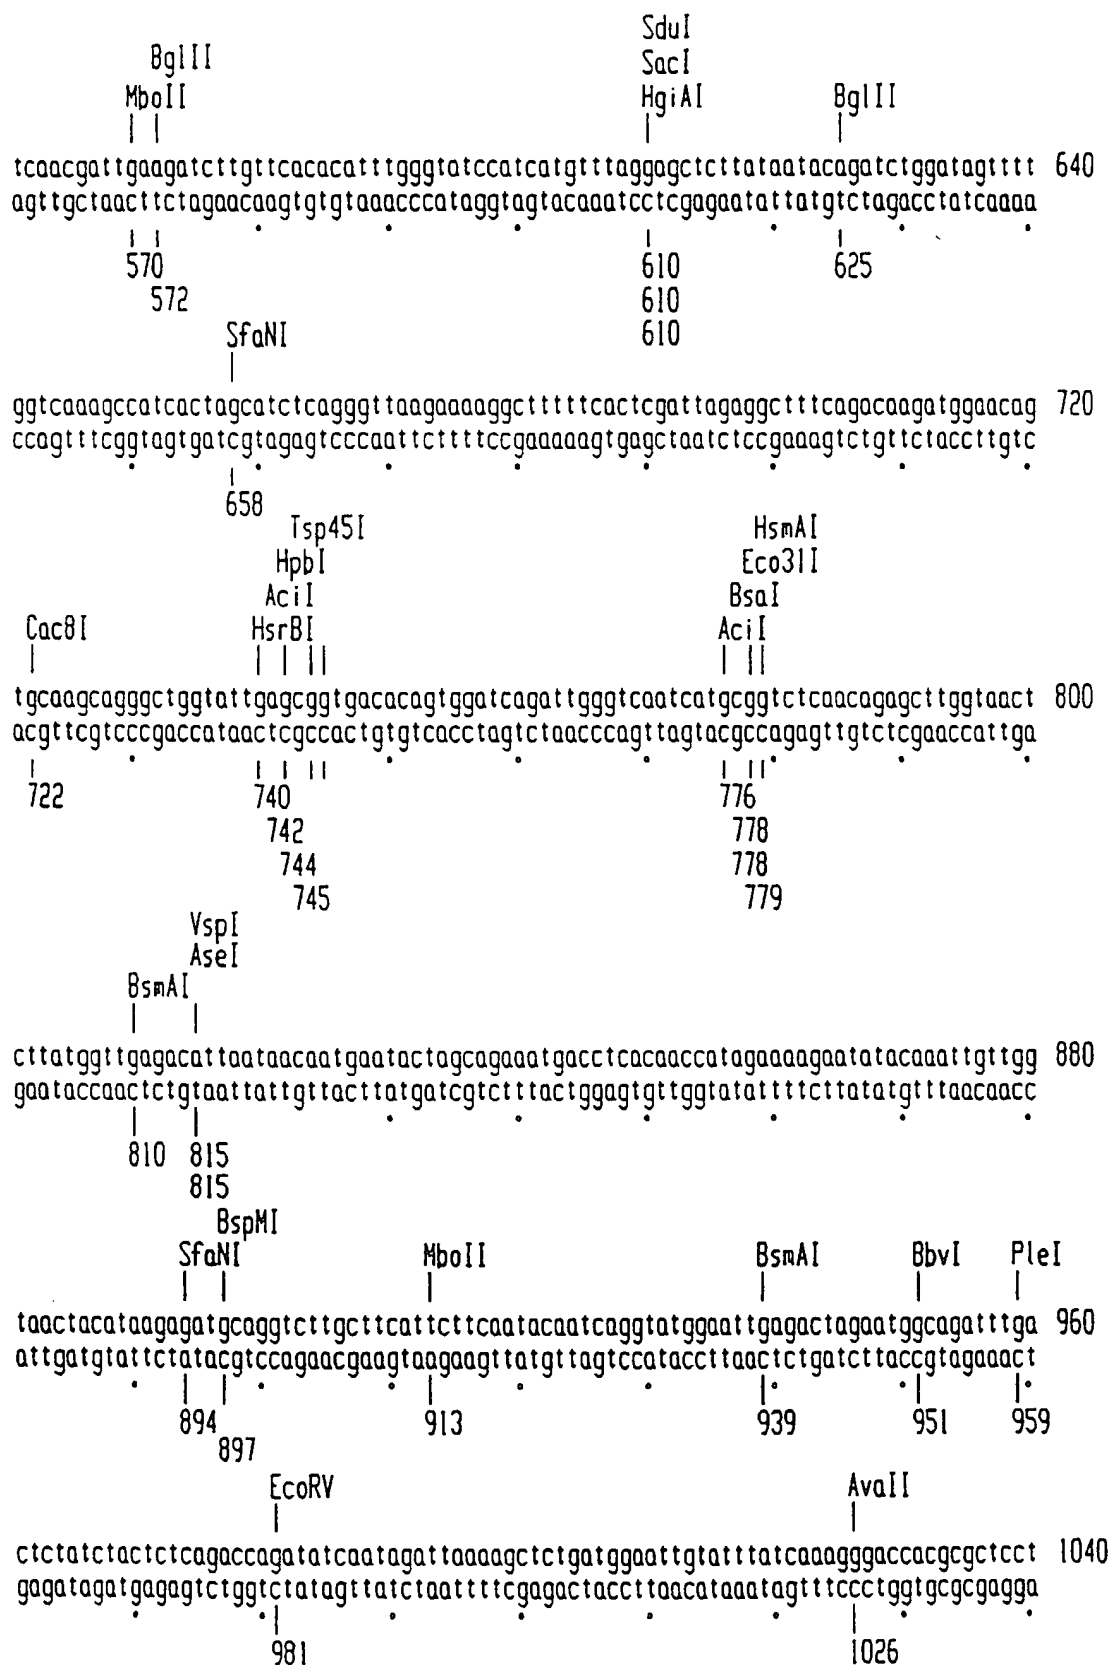 SduI
BglII SacI
MboII HgiAI BglII
tcaacgattgaagatcttgttcacacatttgggtatccatcatgtttaggagctcttataatacagatctggatagtttt 640
agttgctaacttctagaacaagtgtgtaaacccataggtagtacaaatcctcgagaatattatgtctagacctatcaaaa
570 610 625
572 610
610
SfaNI
ggtcaaagccatcactagcatctcagggttaagaaaaggctttttcactcgattagaggctttcagacaagatggaacag 720
ccagtttcggtagtgatcgtagagtcccaattcttttccgaaaaagtgagctaatctccgaaagtctgttctaccttgtc
658
Tsp45I HsmAI
HpbI Eco31I
AciI BsaI
Cac8I HsrBI AciI
tgcaagcagggctggtattgagcggtgacacagtggatcagattgggtcaatcatgcggtctcaacagagcttggtaact 800
acgttcgtcccgaccataactcgccactgtgtcacctagtctaacccagttagtacgccagagttgtctcgaaccattga
722 740 776
742 778
744 778
745 779
VspI
AseI
BsmAI
cttatggttgagacattaataacaatgaatactagcagaaatgacctcacaaccatagaaaagaatatacaaattgttgg 880
gaataccaactctgtaattattgttacttatgatcgtctttactggagtgttggtatattttcttatatgtttaacaacc
810 815
815
BspMI
SfaNI MboII BsmAI BbvI PleI
taactacataagagatgcaggtcttgcttcattcttcaatacaatcaggtatggaattgagactagaatggcagatttga 960
attgatgtattctatacgtccagaacgaagtaagaagttatgttagtccataccttaactctgatcttaccgtagaaact
894 913 939 951 959
897
EcoRV AvaII
ctctatctactctcagaccagatatcaatagattaaaagctctgatggaattgtatttatcaaagggaccacgcgctcct 1040
gagatagatgagagtctggtctatagttatctaattttcgagactaccttaacataaatagtttccctggtgcgcgagga
981 1026